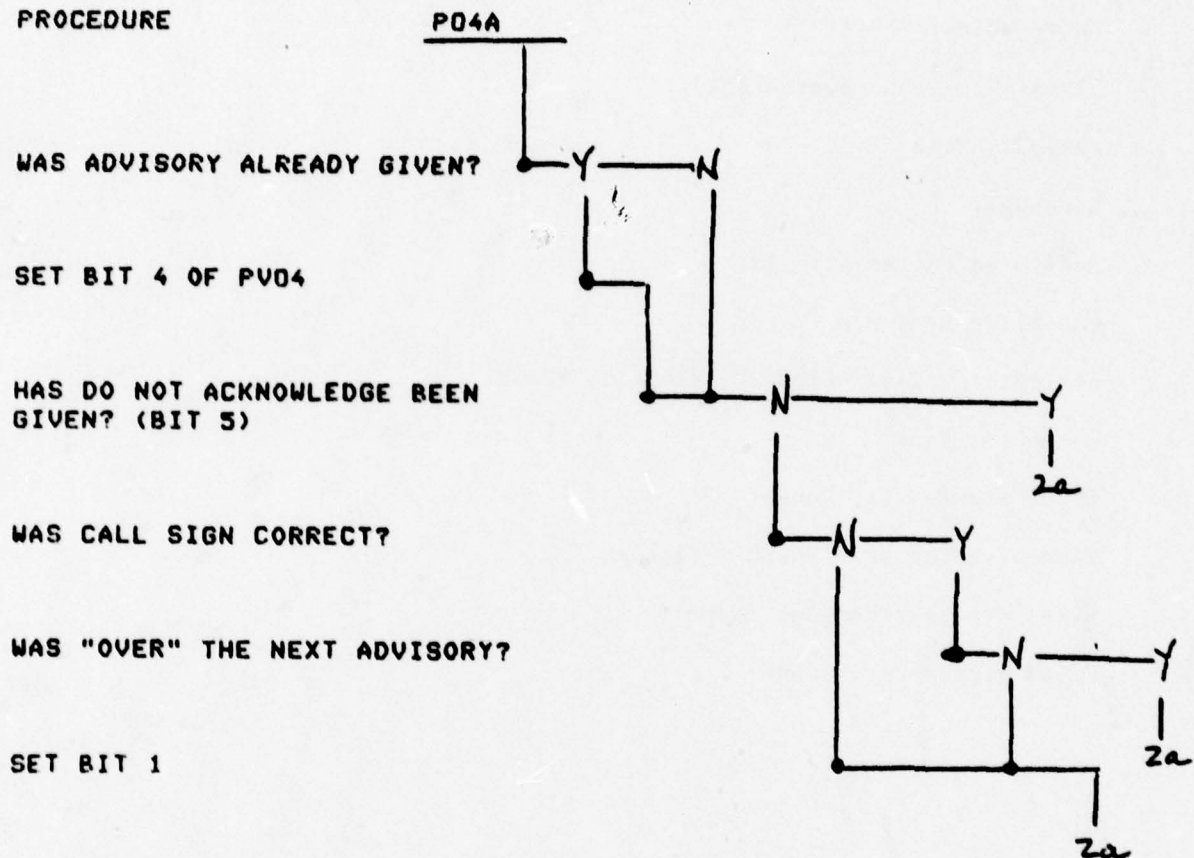 PROCEDURE P04A
WAS ADVISORY ALREADY GIVEN? Y N
SET BIT 4 OF PV04
HAS DO NOT ACKNOWLEDGE BEEN
GIVEN? (BIT 5) N Y
2a
WAS CALL SIGN CORRECT? N Y
WAS "OVER" THE NEXT ADVISORY? N Y
2a
SET BIT 1
2a